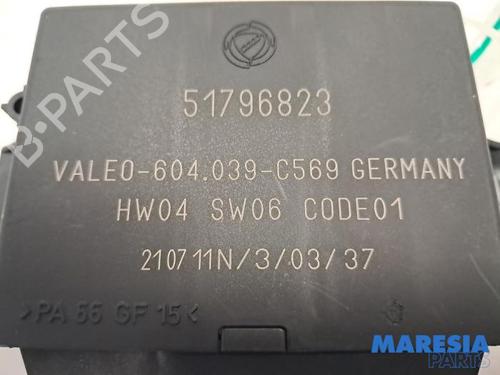 51796823
VALEO-604.039-C569 GERMANY
HW04 SW06 CODE01
210711N/3/03/37
>PA 66 GF 15<
MARESIA
PARTS